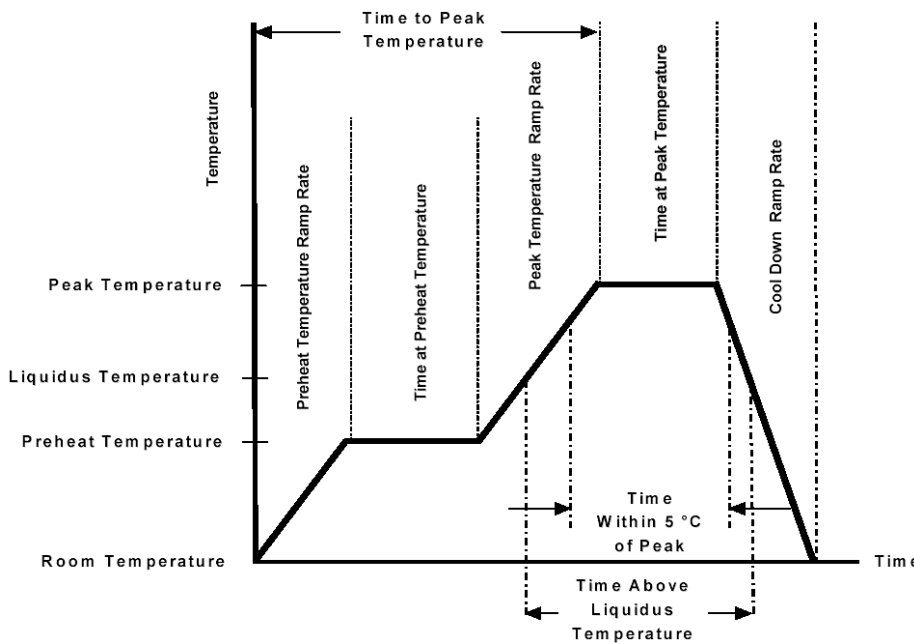 Time to Peak
Temperature
Temperature
Preheat Temperature Ramp Rate
Time at Preheat Temperature
Peak Temperature Ramp Rate
Time at Peak Temperature
Cool Down Ramp Rate
Peak Temperature
Liquidus Temperature
Preheat Temperature
Room Temperature
Time
Within 5 °C
of Peak
Time
Time Above
Liquidus
Temperature